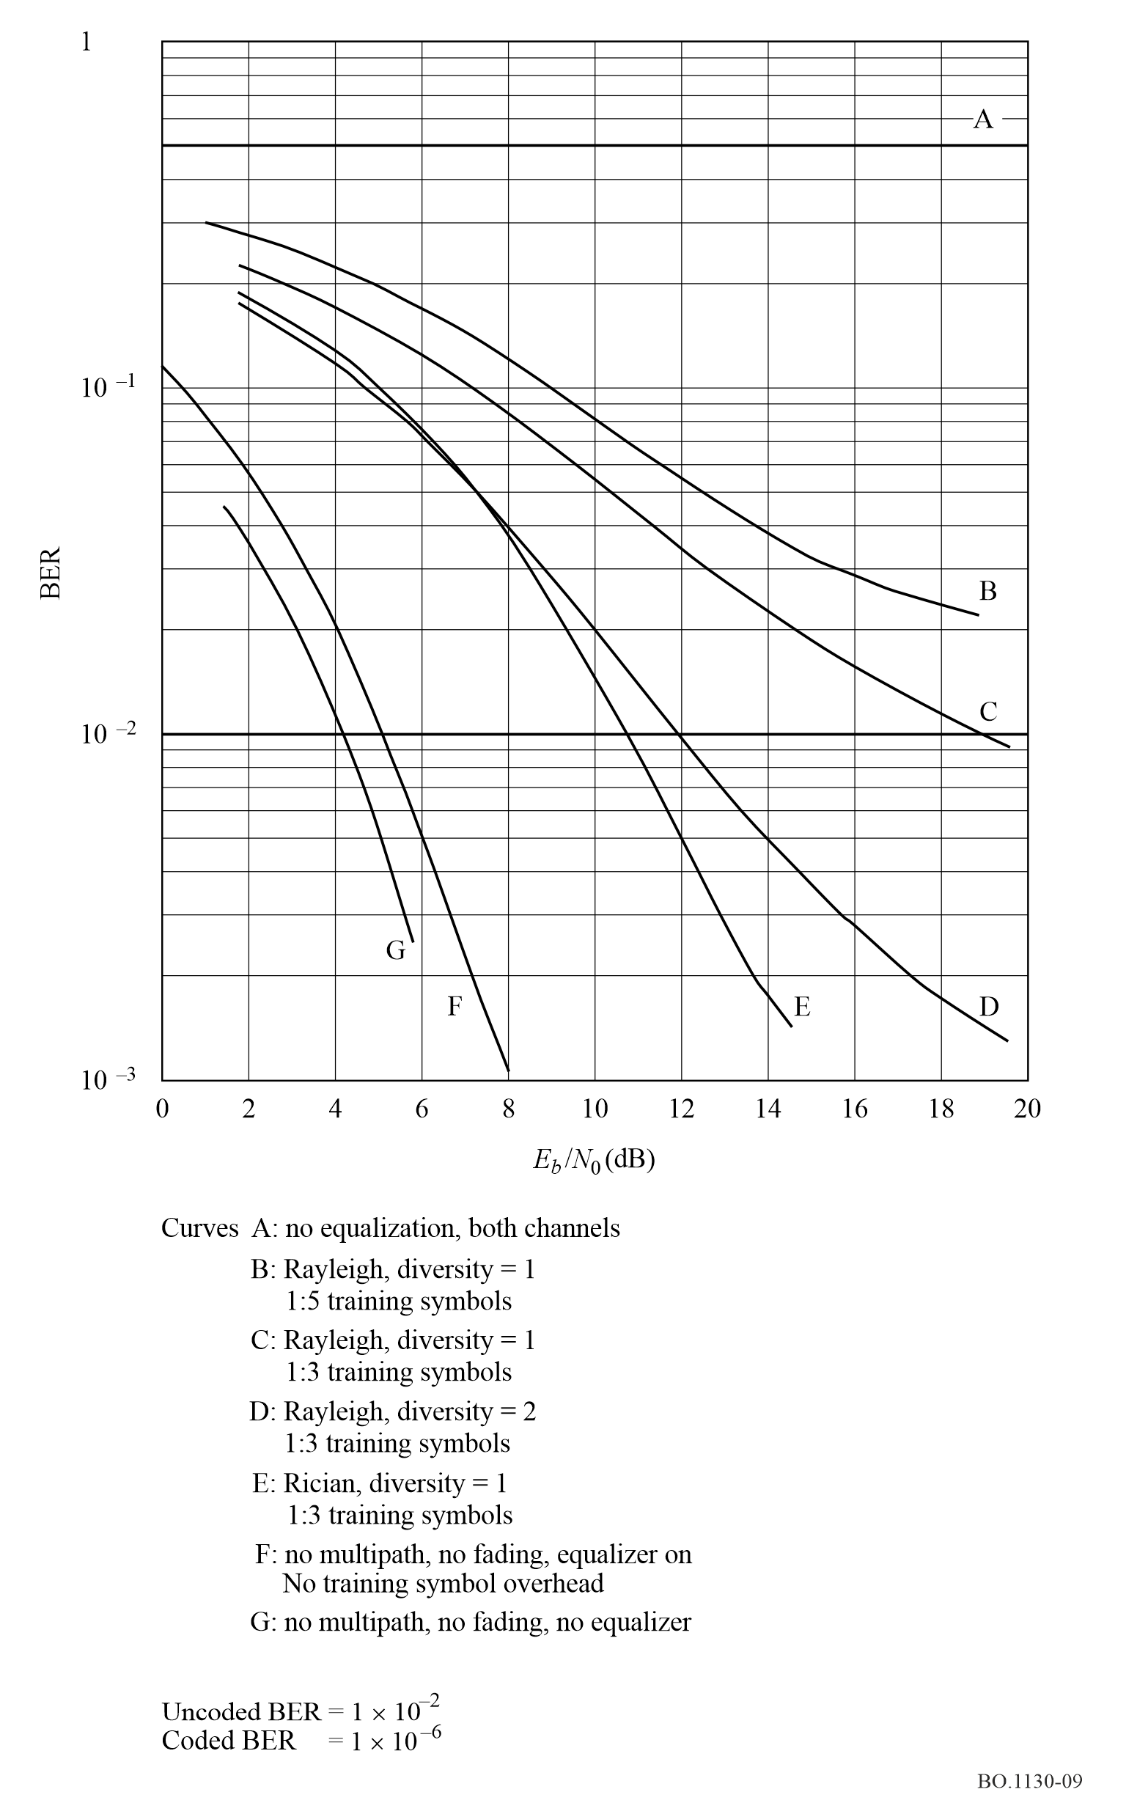 1
A
10 –1
BER
B
C
10 –2
G
F
E
D
10 –3
0 2 4 6 8 10 12 14 16 18 20
Eb/N0 (dB)
Curves A: no equalization, both channels
B: Rayleigh, diversity = 1
1:5 training symbols
C: Rayleigh, diversity = 1
1:3 training symbols
D: Rayleigh, diversity = 2
1:3 training symbols
E: Rician, diversity = 1
1:3 training symbols
F: no multipath, no fading, equalizer on
No training symbol overhead
G: no multipath, no fading, no equalizer
Uncoded BER = 1 × 10–2
Coded BER = 1 × 10–6
BO.1130-09